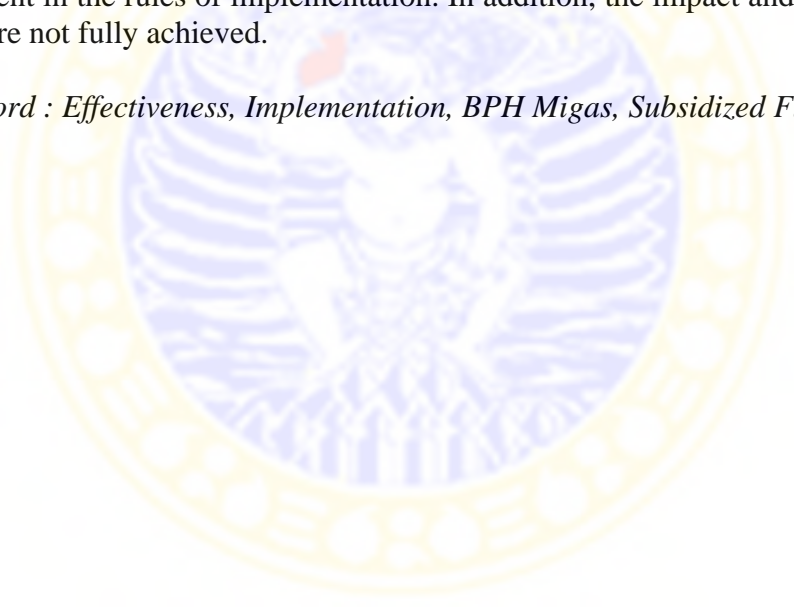 ent in the rules of implementation. In addition, the impact and
re not fully achieved.
ord : Effectiveness, Implementation, BPH Migas, Subsidized F